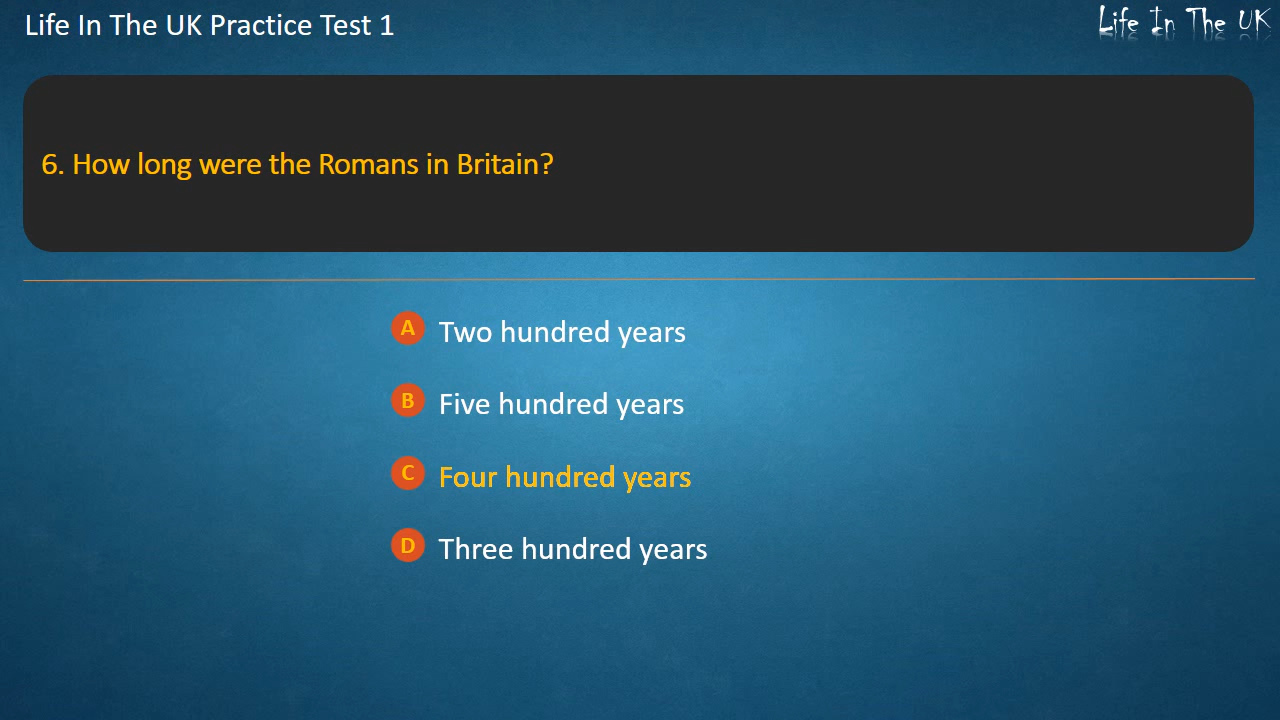 Life In The UK Practice Test 1
Life In The UK
6. How long were the Romans in Britain?
A Two hundred years
B Five hundred years
C Four hundred years
D Three hundred years